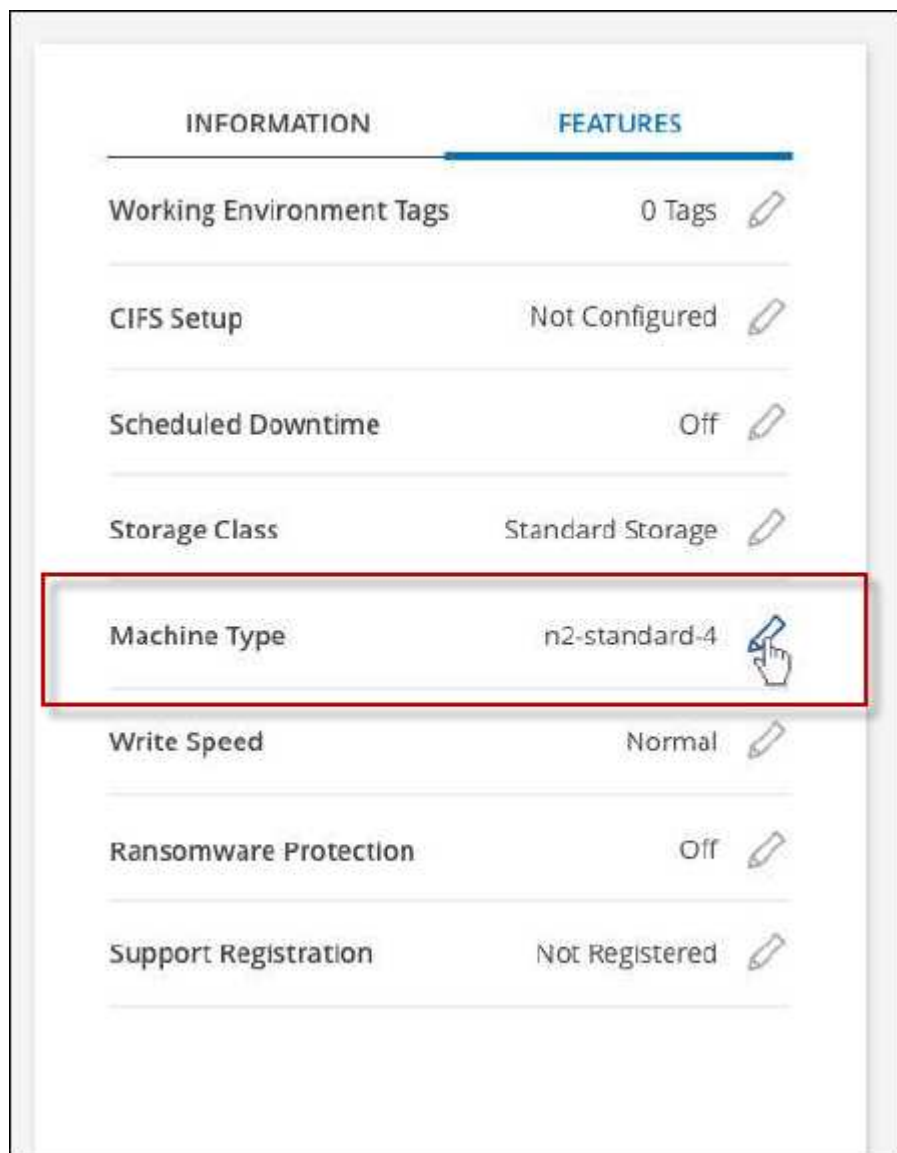 INFORMATION FEATURES
Working Environment Tags 0 Tags
CIFS Setup Not Configured
Scheduled Downtime Off
Storage Class Standard Storage
Machine Type n2-standard-4
Write Speed Normal
Ransomware Protection Off
Support Registration Not Registered